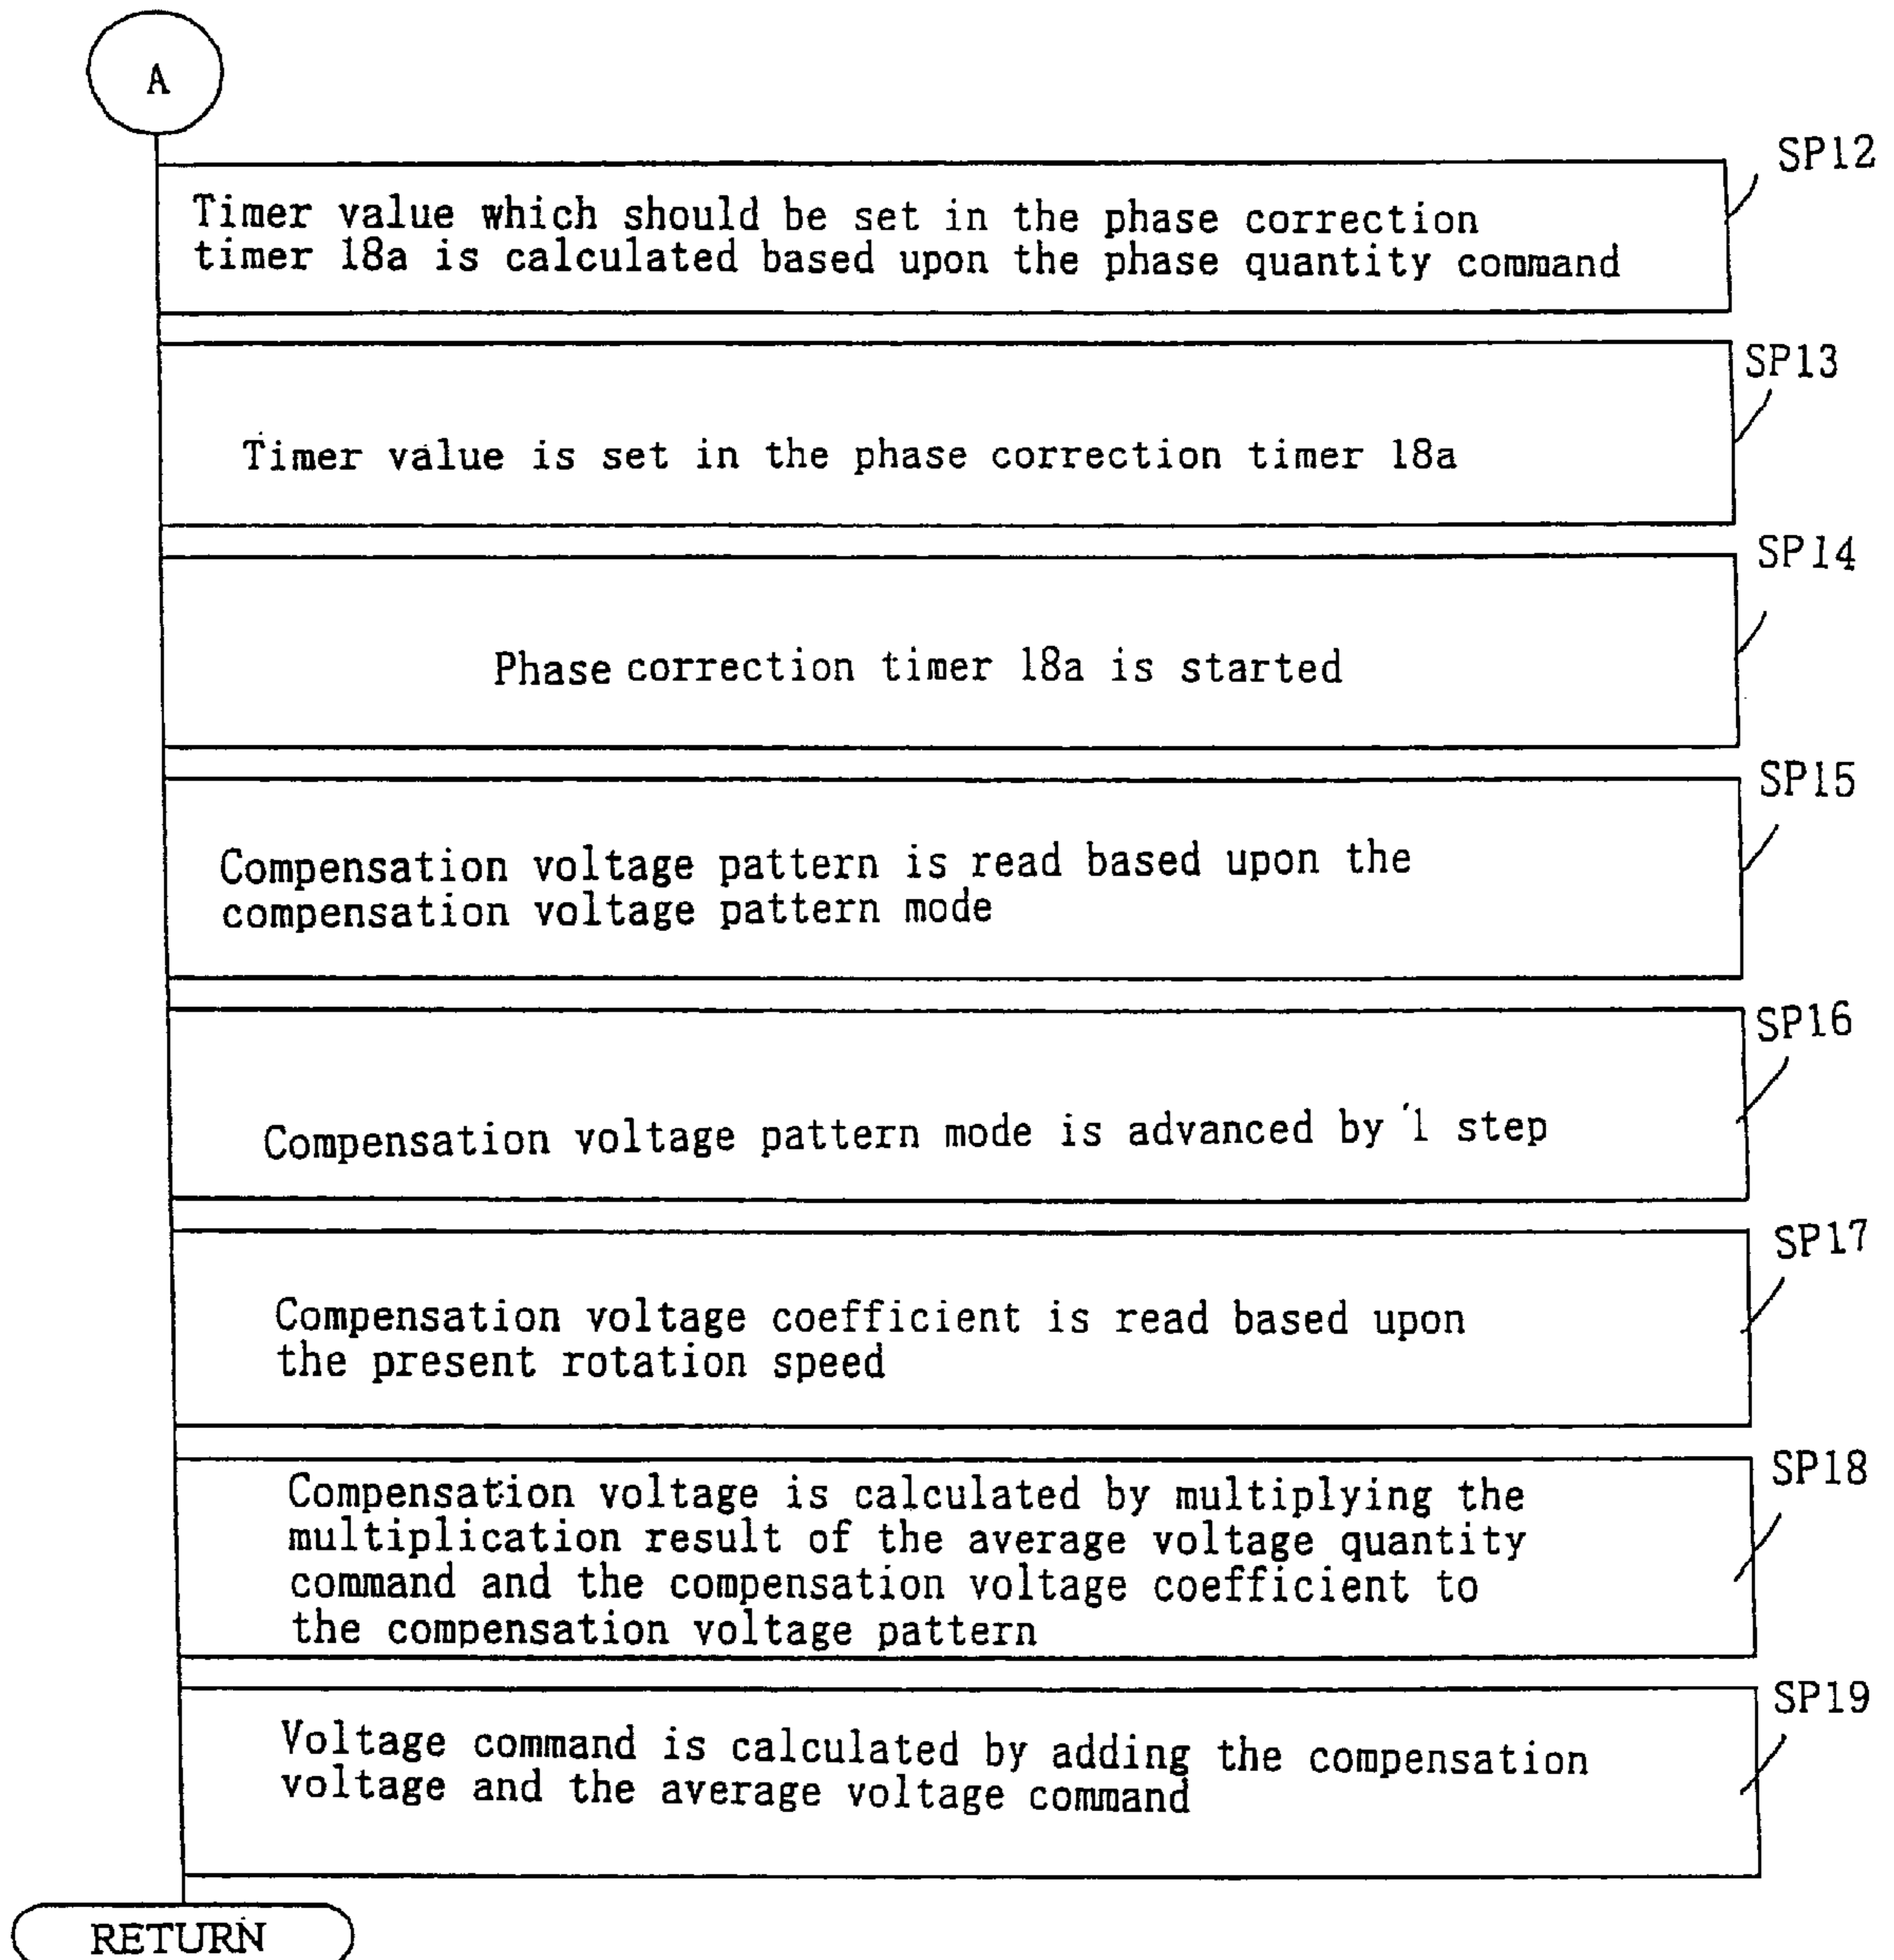 A
SP12
Timer value which should be set in the phase correction
timer 18a is calculated based upon the phase quantity command
SP13
Timer value is set in the phase correction timer 18a
SP14
Phase correction timer 18a is started
SP15
Compensation voltage pattern is read based upon the
compensation voltage pattern mode
SP16
Compensation voltage pattern mode is advanced by 1 step
SP17
Compensation voltage coefficient is read based upon
the present rotation speed
SP18
Compensation voltage is calculated by multiplying the
multiplication result of the average voltage quantity
command and the compensation voltage coefficient to
the compensation voltage pattern
SP19
Voltage command is calculated by adding the compensation
voltage and the average voltage command
RETURN